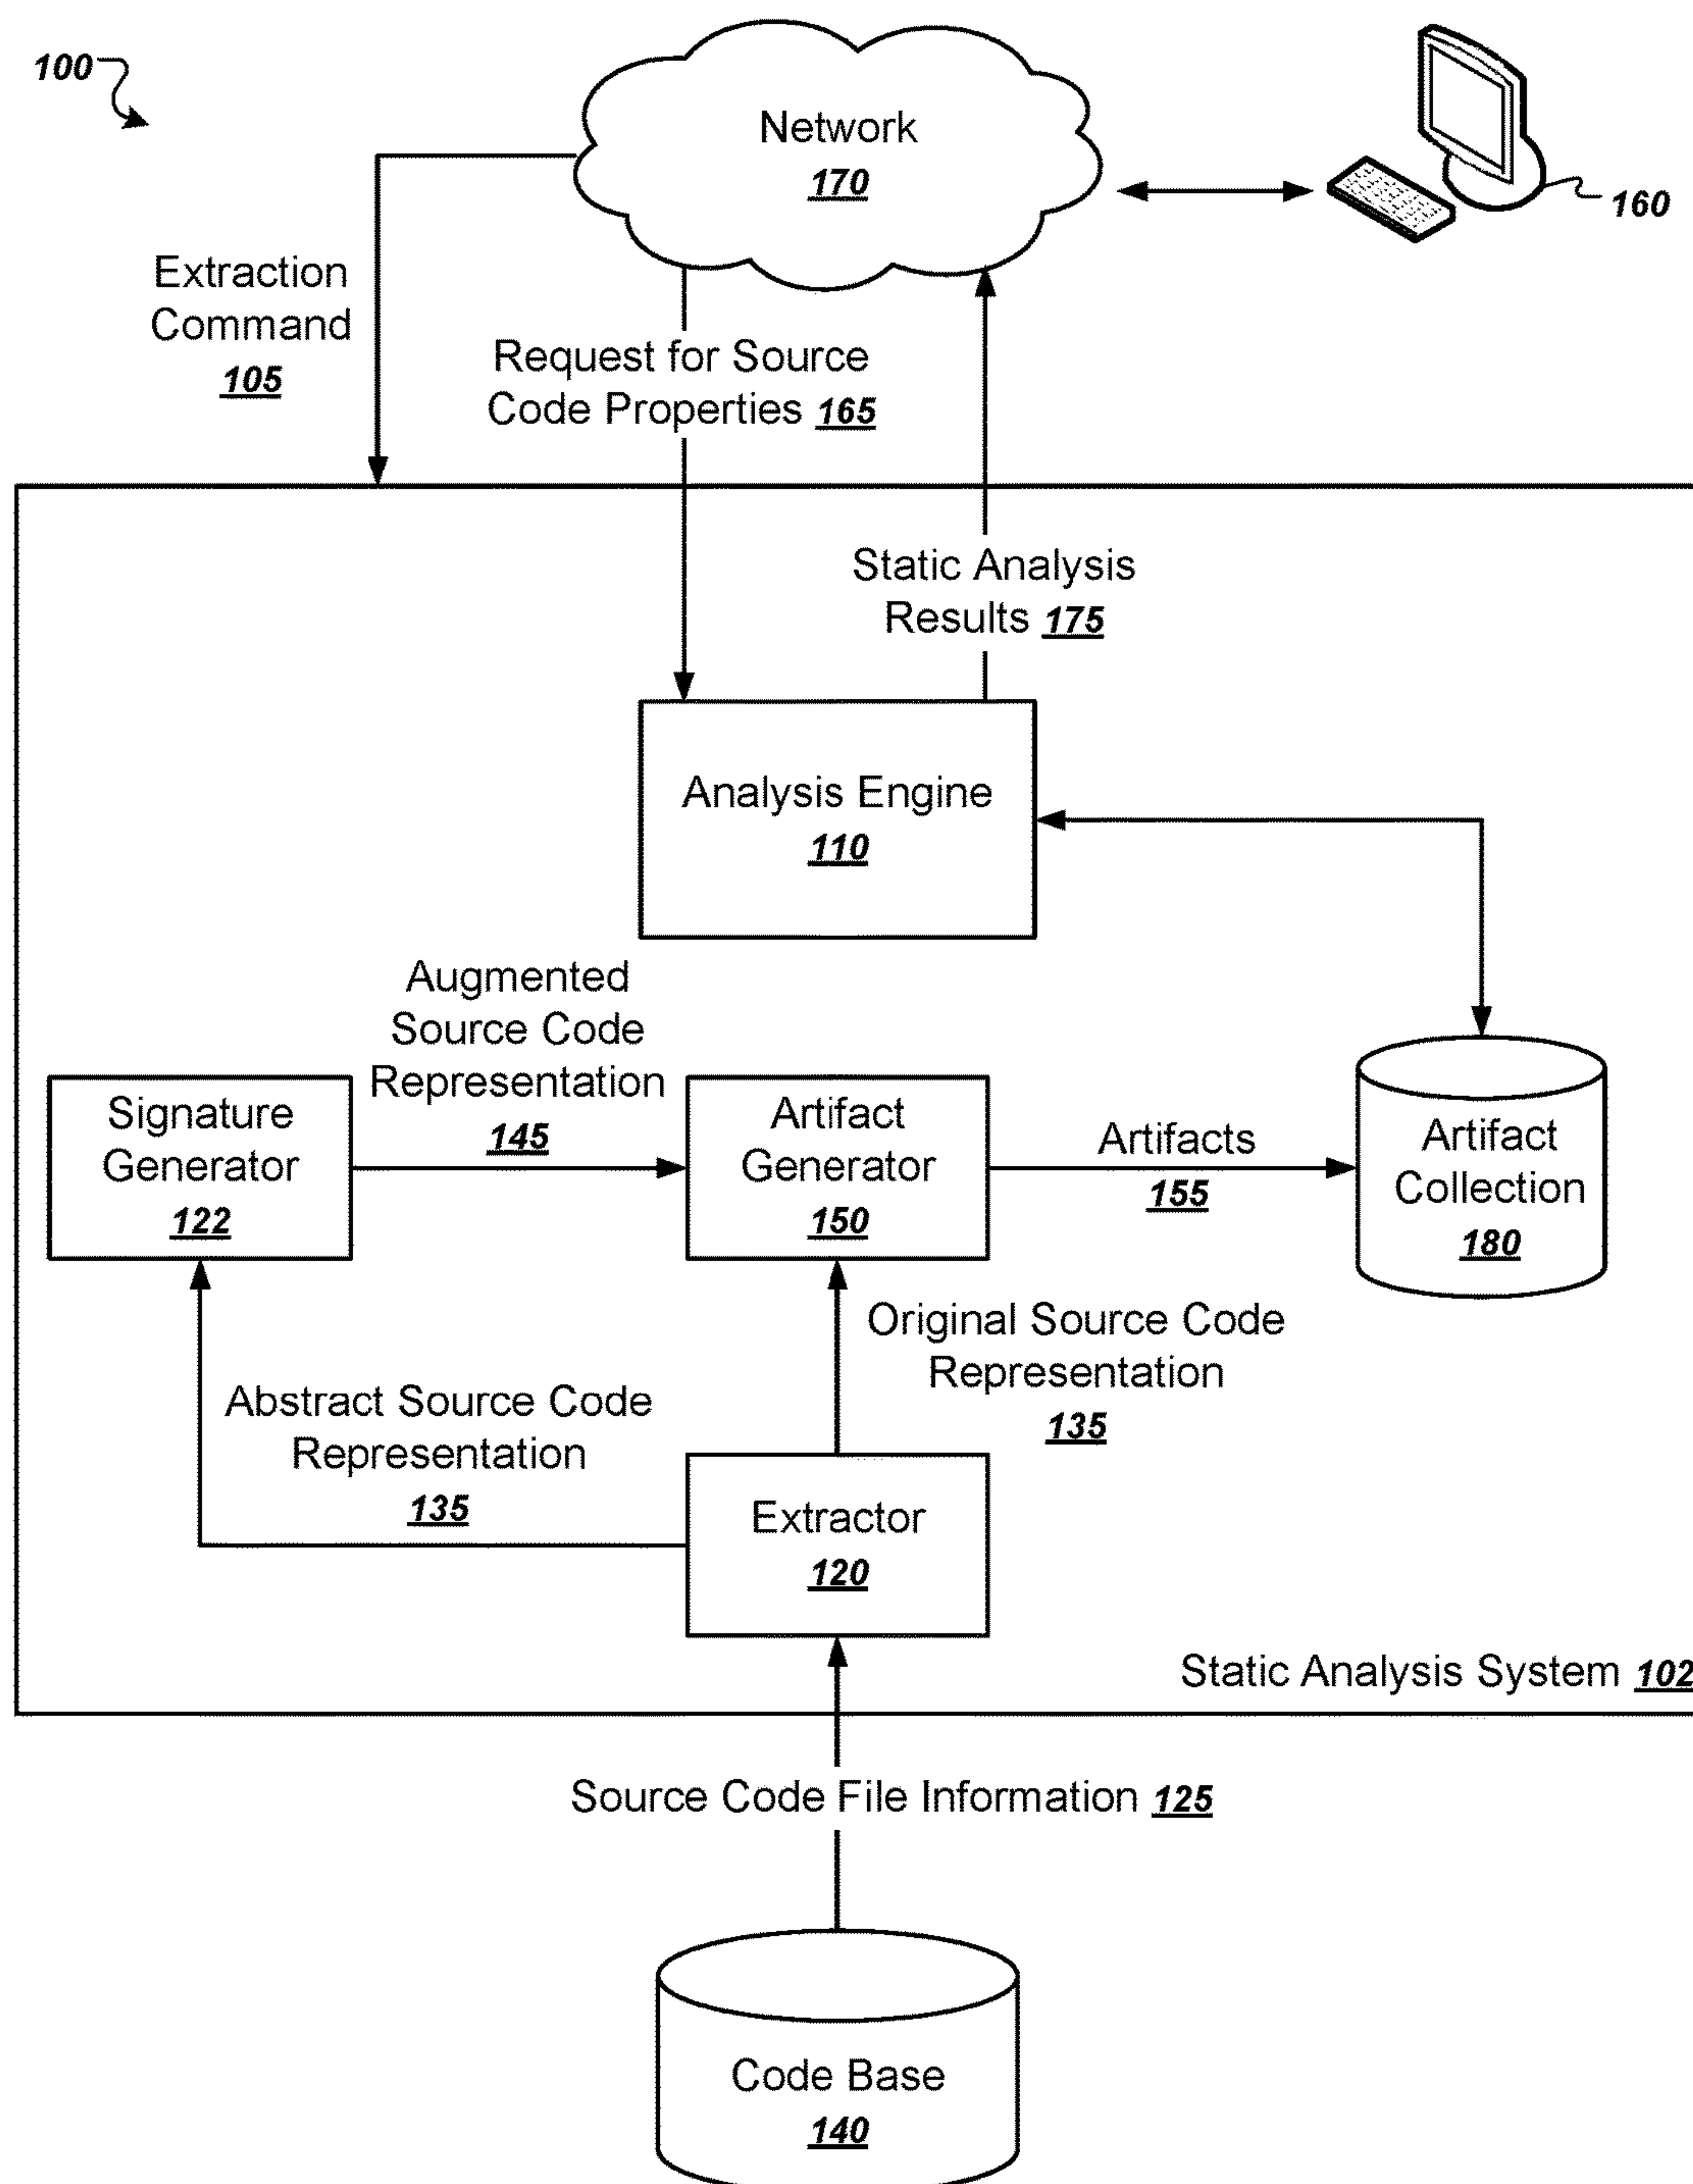 100
Network
170
160
Extraction
Command
105
Request for Source
Code Properties 165
Static Analysis
Results 175
Analysis Engine
110
Augmented
Source Code
Representation
145
Signature
Generator
122
Artifact
Generator
150
Artifacts
155
Artifact
Collection
180
Original Source Code
Representation
135
Abstract Source Code
Representation
135
Extractor
120
Static Analysis System 102
Source Code File Information 125
Code Base
140